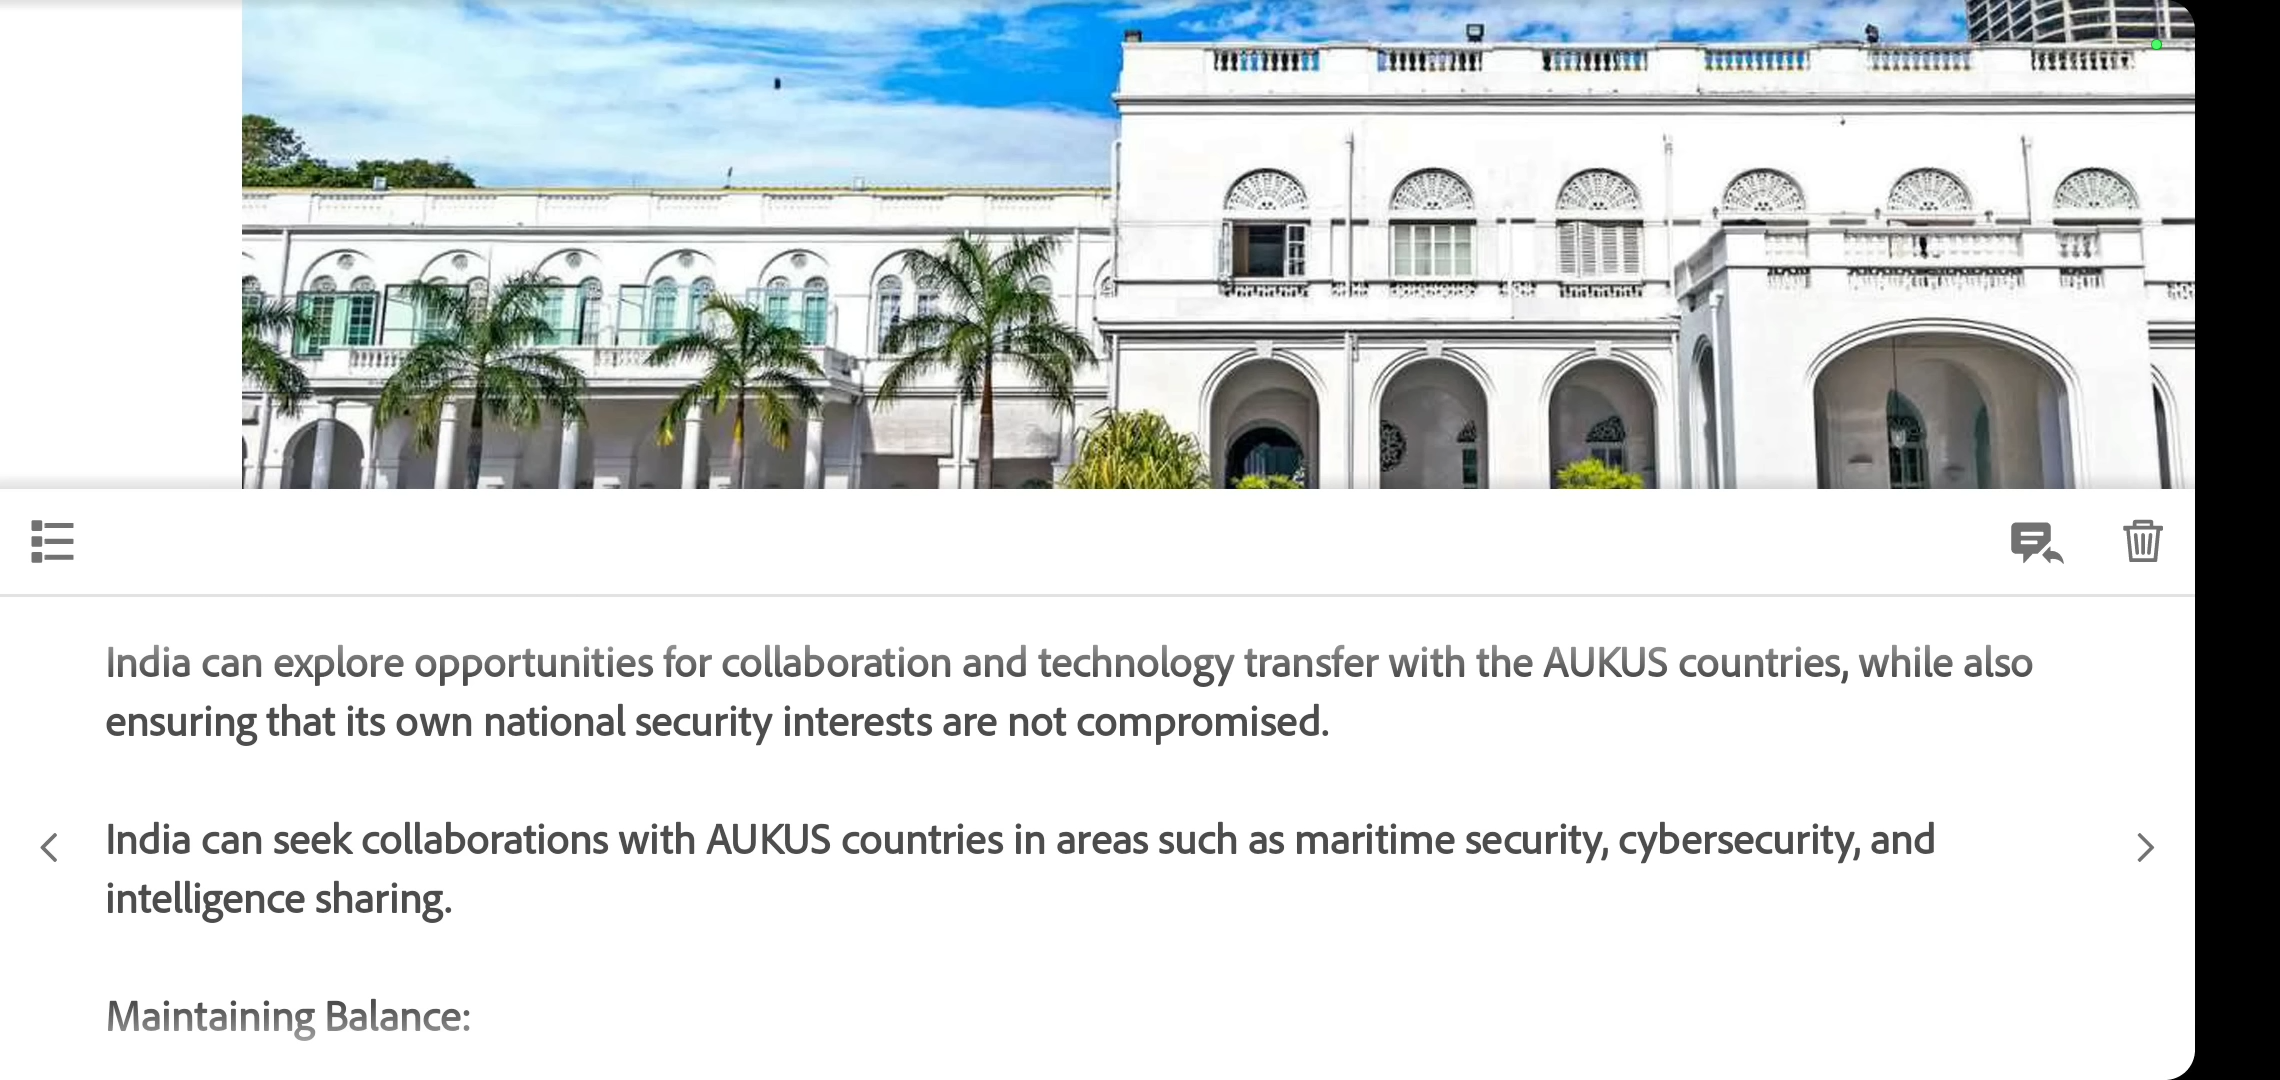 India can explore opportunities for collaboration and technology transfer with the AUKUS countries, while also
ensuring that its own national security interests are not compromised.
India can seek collaborations with AUKUS countries in areas such as maritime security, cybersecurity, and
intelligence sharing.
Maintaining Balance: